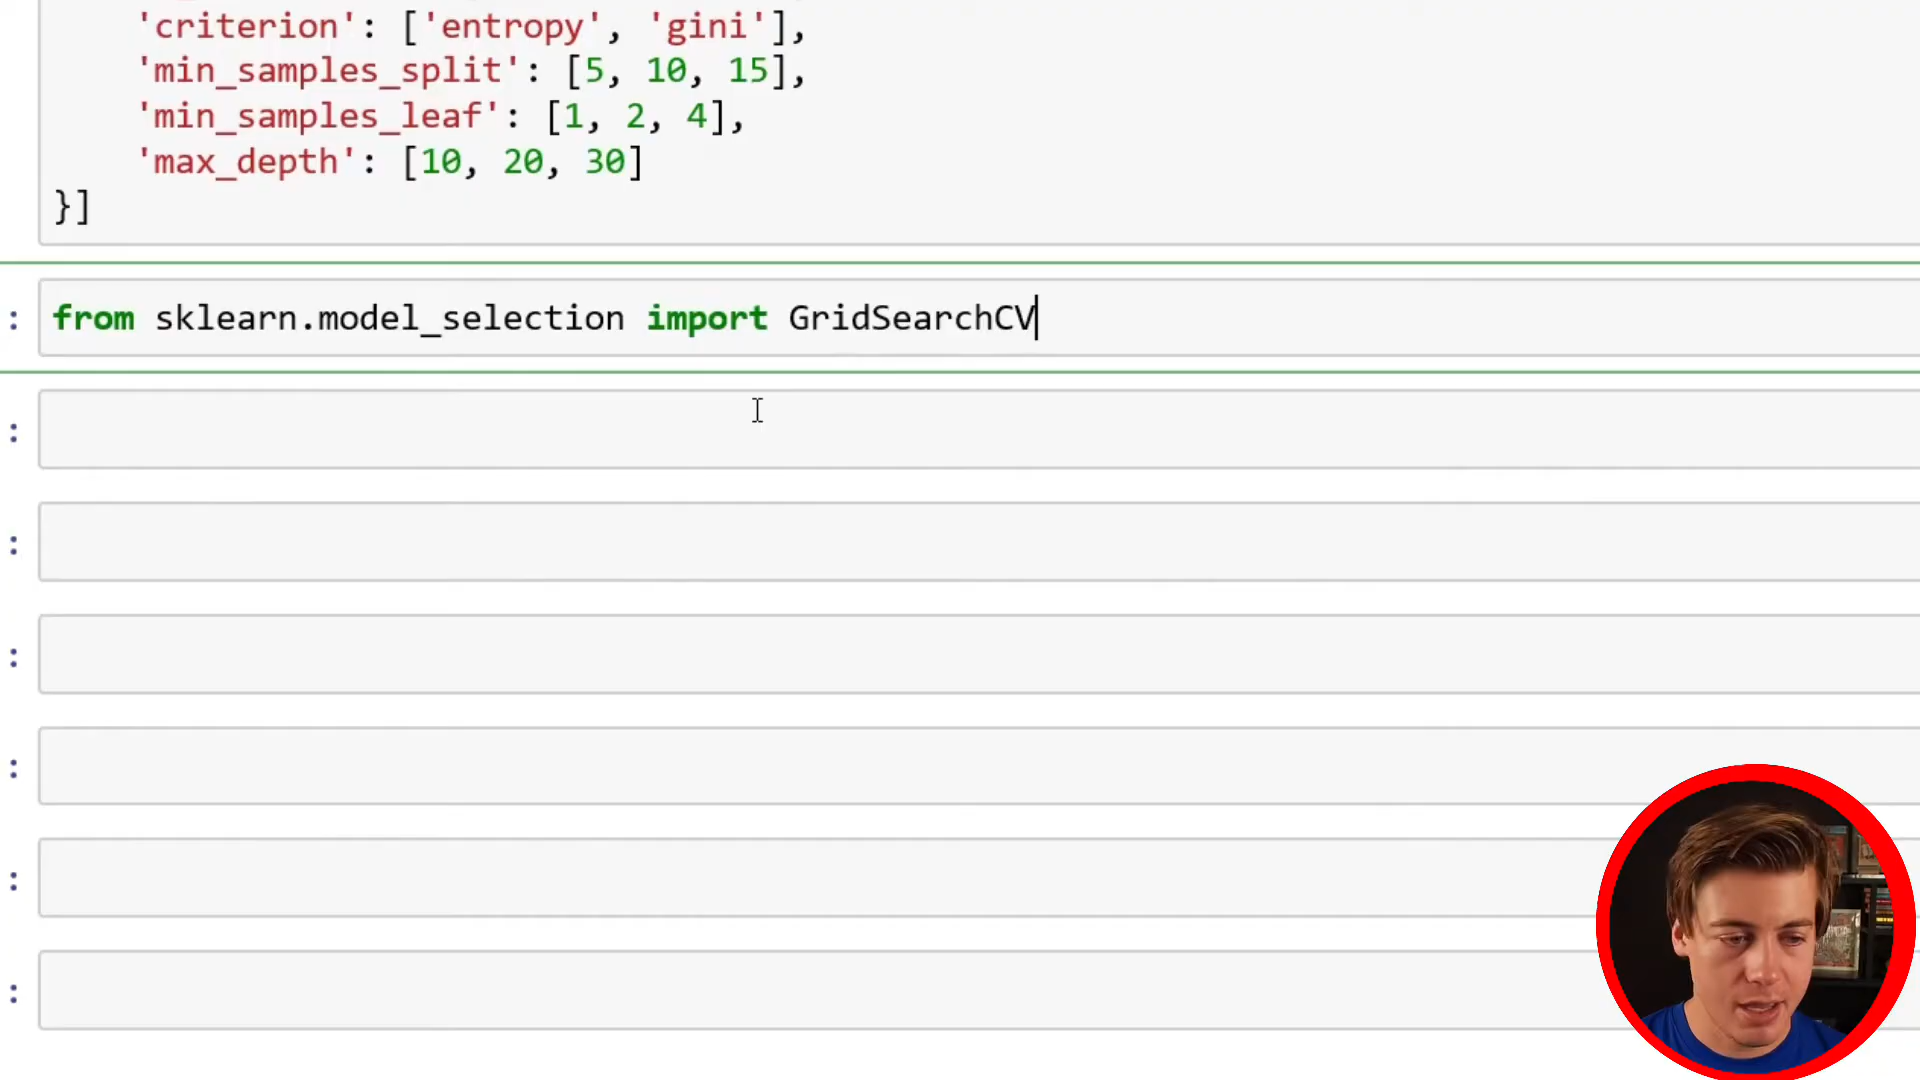 'criterion': ['entropy', 'gini'],
'min_samples_split': [5, 10, 15],
'min_samples_leaf': [1, 2, 4],
'max_depth': [10, 20, 30]
}]
: from sklearn.model_selection import GridSearchCV
:
:
:
:
:
: